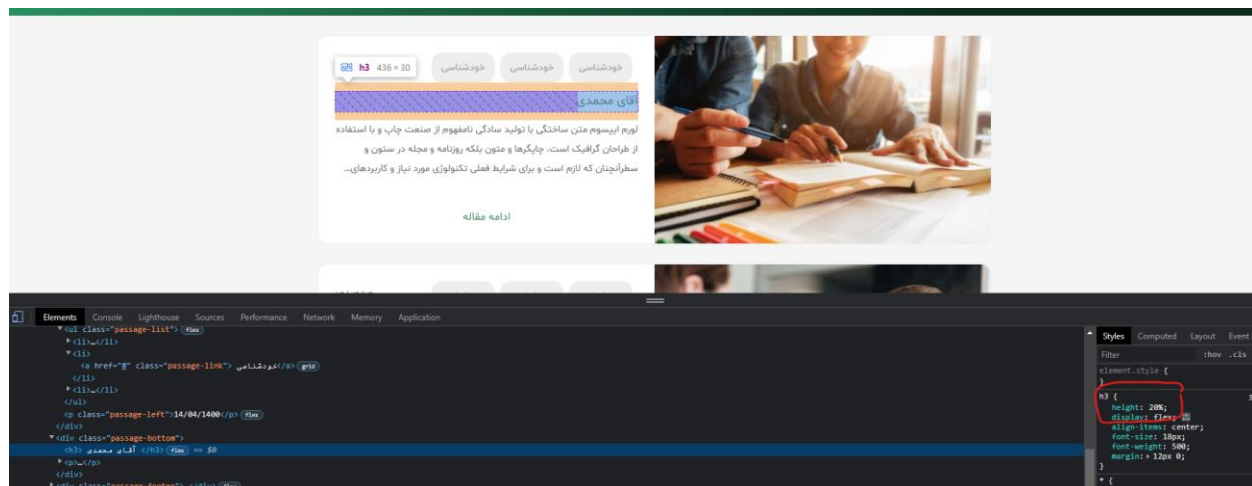 h3 436 × 30
خودشناسی خودشناسی خودشناسی
آقای محمدی
لورم ایپسوم متن ساختگی با تولید سادگی نامفهوم از صنعت چاپ و با استفاده
از طراحان گرافیک است. چاپگرها و متون بلکه روزنامه و مجله در ستون و
سطرآنچنان که لازم است و برای شرایط فعلی تکنولوژی مورد نیاز و کاربردهای...
ادامه مقاله
Elements Console Lighthouse Sources Performance Network Memory Application
▼<ul class="passage-list"> flex
▶<li>…</li>
▼<li>
<a href="#" class="passage-link"> خودشناسی</a> grid
</li>
▶<li>…</li>
</ul>
<p class="passage-left">14/04/1400</p> flex
</div>
▼<div class="passage-bottom">
<h3> آقای محمدی </h3> flex == $0
▶<p>…</p>
</div>
Styles Computed Layout Event
Filter :hov .cls
element.style {
}
h3 {
height: 20%;
display: flex;
align-items: center;
font-size: 18px;
font-weight: 500;
margin: ▶ 12px 0;
}
* {